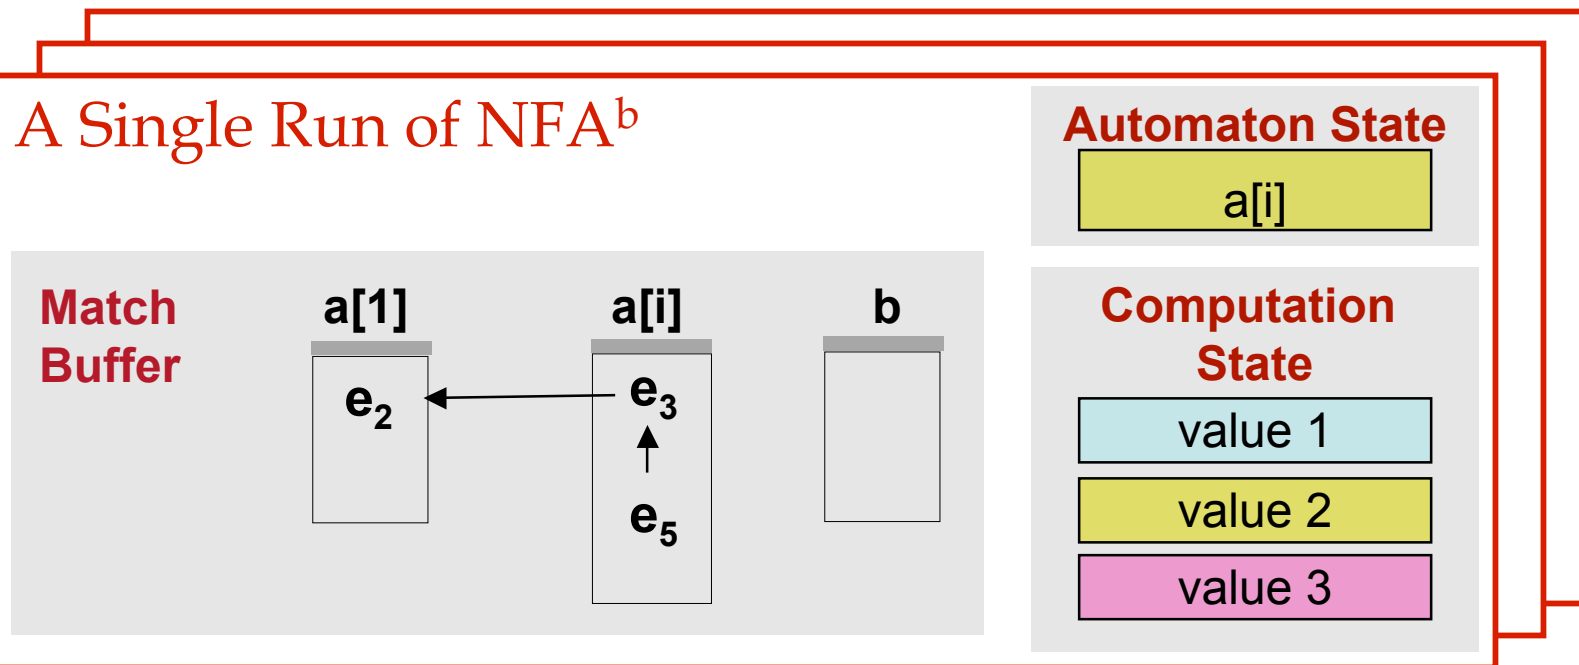 A Single Run of NFAᵇ
Automaton State
a[i]
Match
Buffer
a[1]
a[i]
b
e₂
e₃
e₅
Computation
State
value 1
value 2
value 3